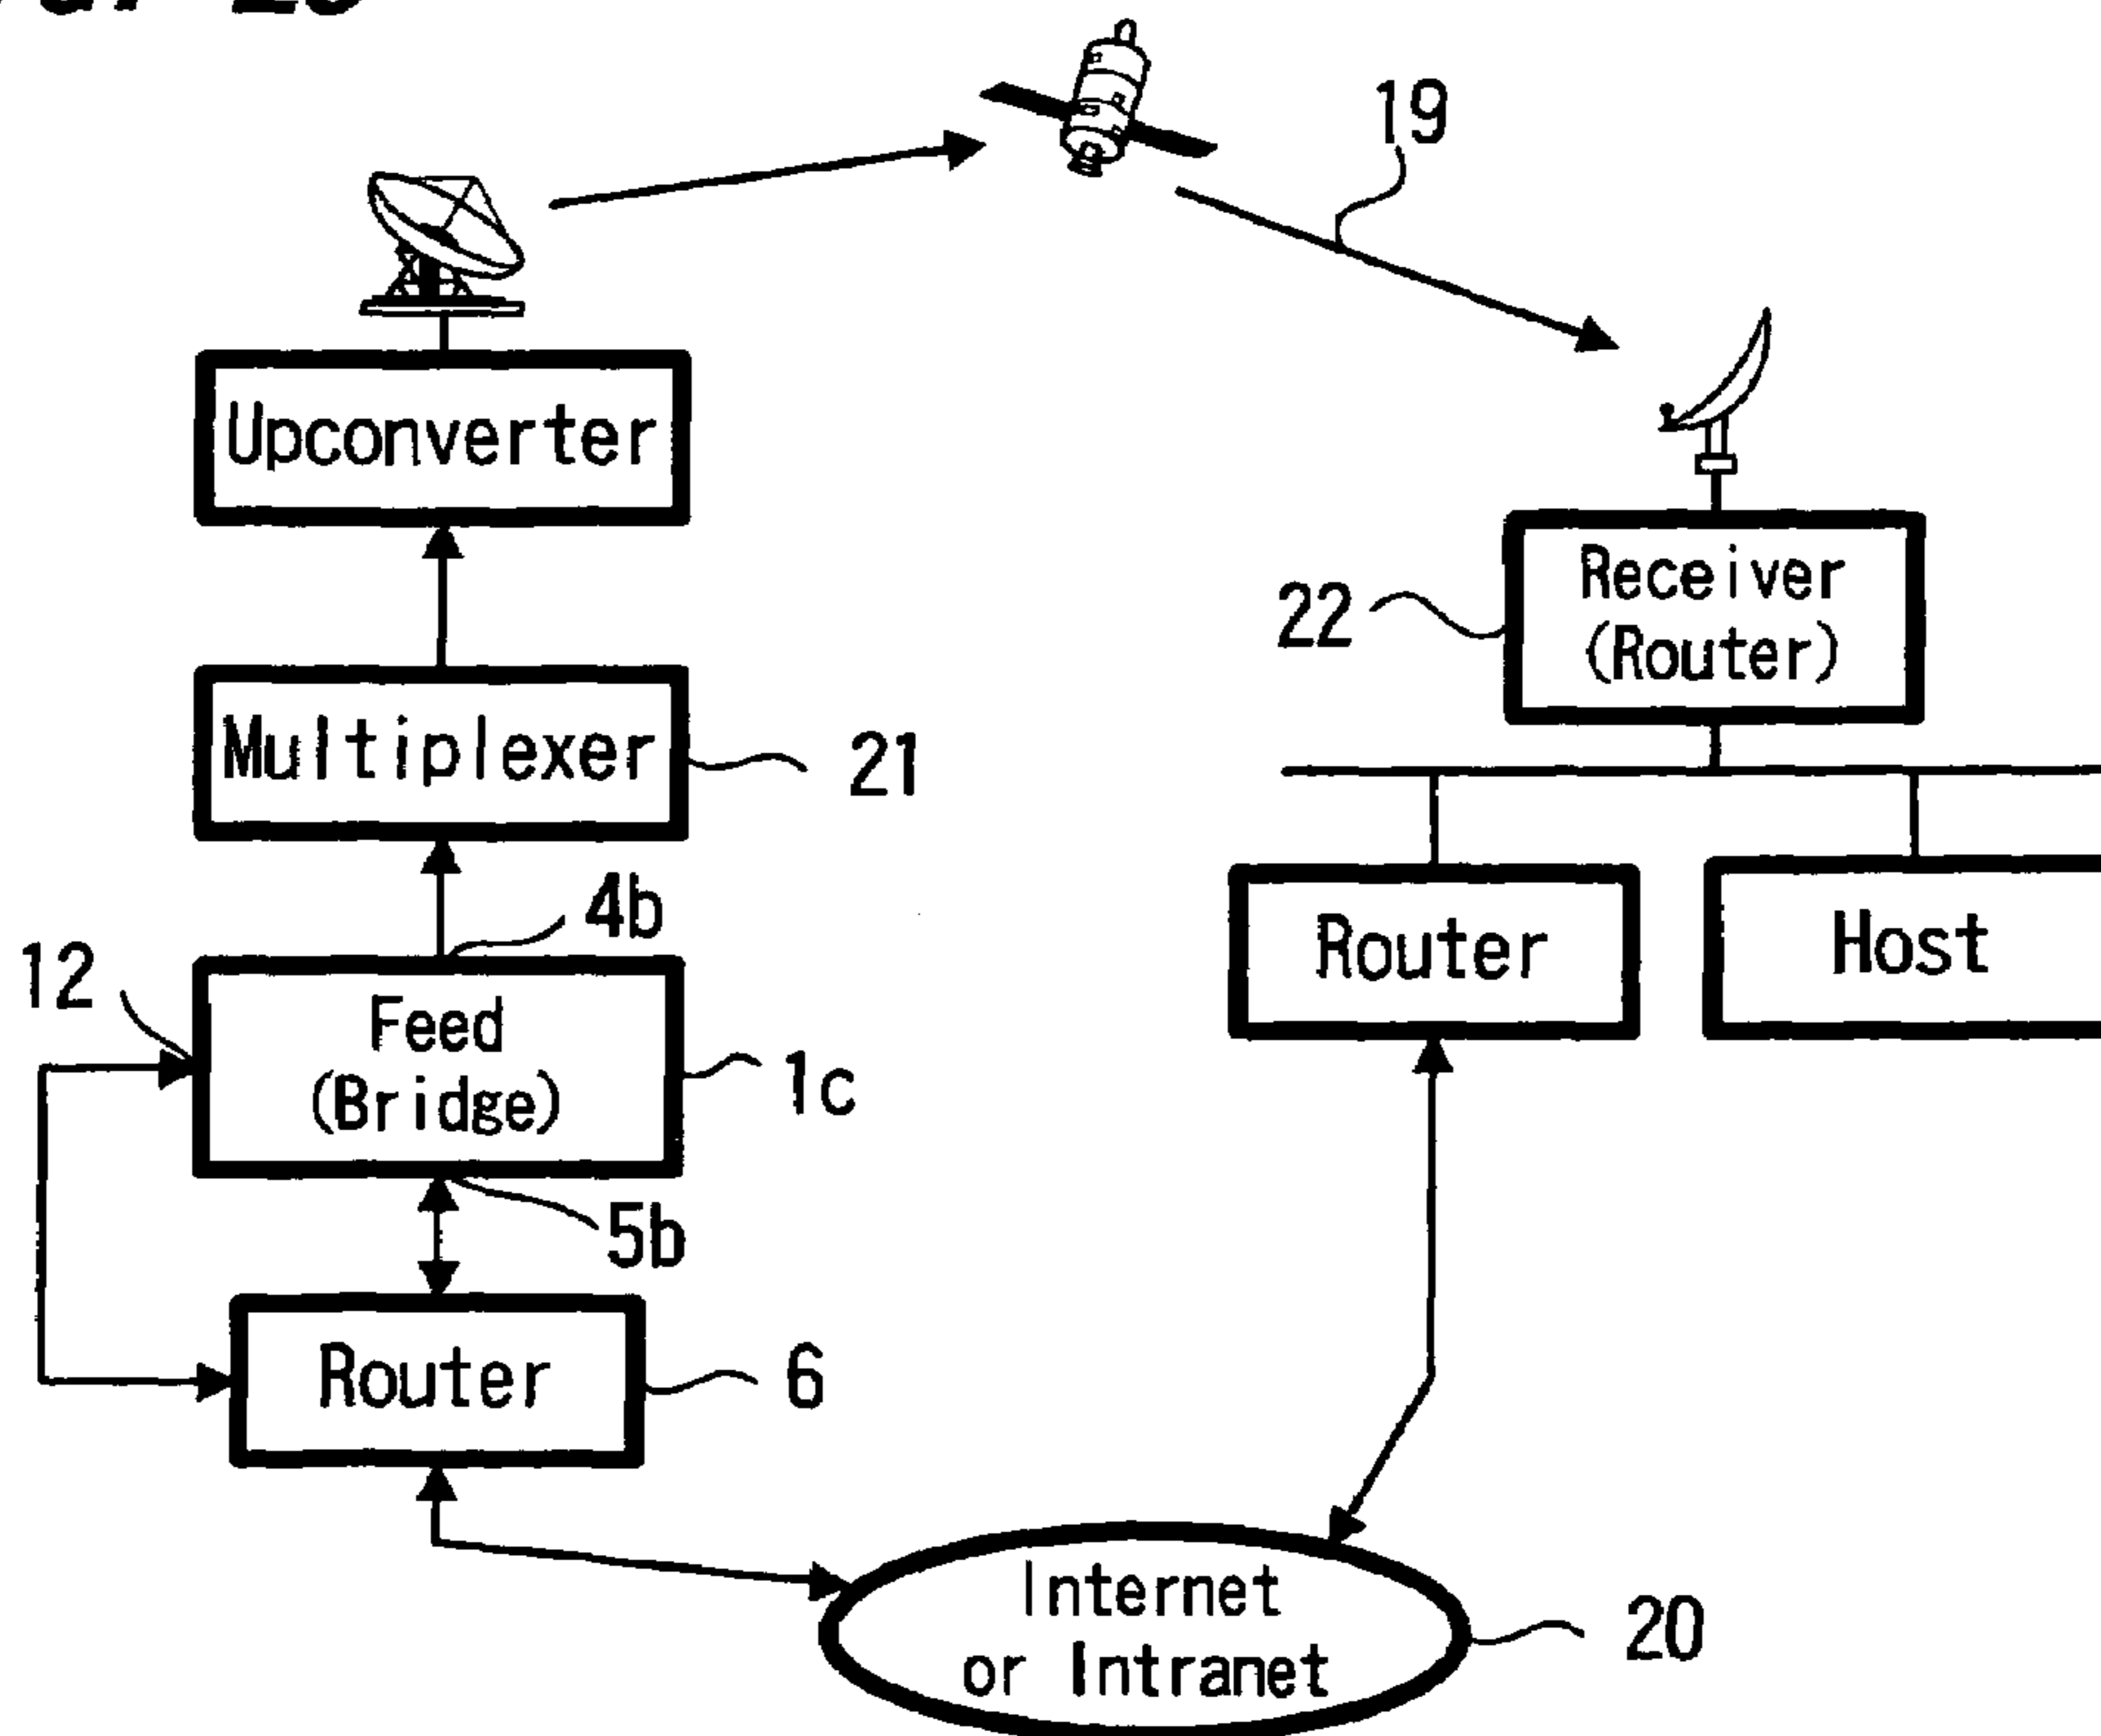 19
Upconverter
Receiver
(Router)
22
Multiplexer
21
4b
12
Feed
(Bridge)
1c
Router
Host
5b
Router
6
Internet
or Intranet
20